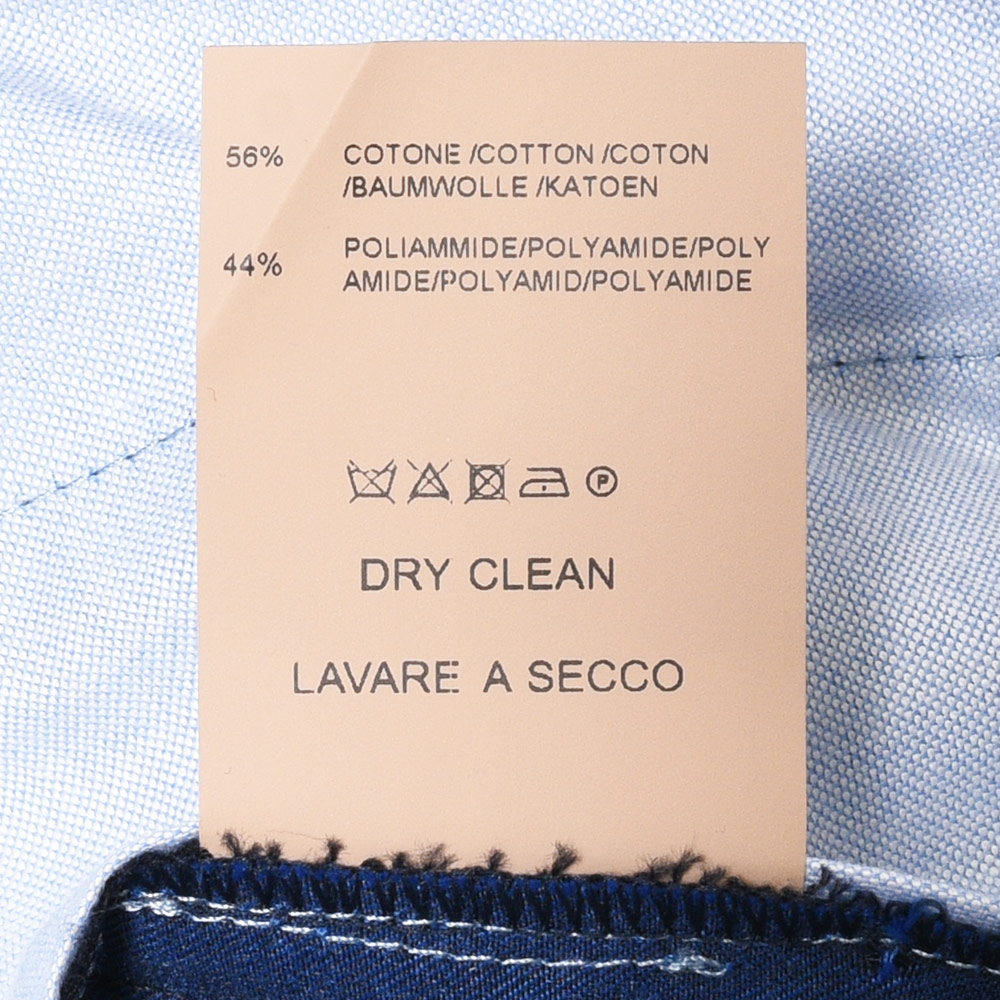 56% COTONE /COTTON /COTON
/BAUMWOLLE /KATOEN
44% POLIAMMIDE/POLYAMIDE/POLY
AMIDE/POLYAMID/POLYAMIDE
P
DRY CLEAN
LAVARE A SECCO